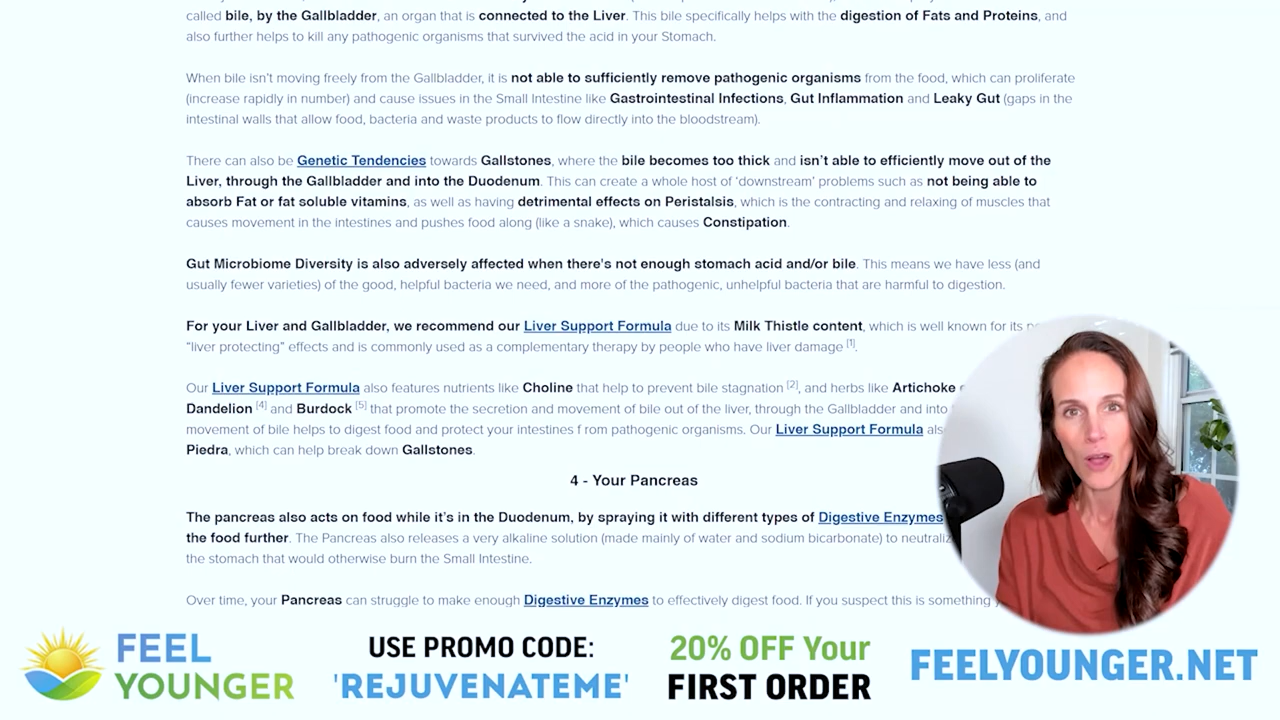 called bile, by the Gallbladder, an organ that is connected to the Liver. This bile specifically helps with the digestion of Fats and Proteins, and
also further helps to kill any pathogenic organisms that survived the acid in your Stomach.
When bile isn’t moving freely from the Gallbladder, it is not able to sufficiently remove pathogenic organisms from the food, which can proliferate
(increase rapidly in number) and cause issues in the Small Intestine like Gastrointestinal Infections, Gut Inflammation and Leaky Gut (gaps in the
intestinal walls that allow food, bacteria and waste products to flow directly into the bloodstream).
There can also be Genetic Tendencies towards Gallstones, where the bile becomes too thick and isn’t able to efficiently move out of the
Liver, through the Gallbladder and into the Duodenum. This can create a whole host of ‘downstream’ problems such as not being able to
absorb Fat or fat soluble vitamins, as well as having detrimental effects on Peristalsis, which is the contracting and relaxing of muscles that
causes movement in the intestines and pushes food along (like a snake), which causes Constipation.
Gut Microbiome Diversity is also adversely affected when there's not enough stomach acid and/or bile. This means we have less (and
usually fewer varieties) of the good, helpful bacteria we need, and more of the pathogenic, unhelpful bacteria that are harmful to digestion.
For your Liver and Gallbladder, we recommend our Liver Support Formula due to its Milk Thistle content, which is well known for its
“liver protecting” effects and is commonly used as a complementary therapy by people who have liver damage [1].
Our Liver Support Formula also features nutrients like Choline that help to prevent bile stagnation [2], and herbs like Artichoke
Dandelion [4] and Burdock [5] that promote the secretion and movement of bile out of the liver, through the Gallbladder and into
movement of bile helps to digest food and protect your intestines f rom pathogenic organisms. Our Liver Support Formula
Piedra, which can help break down Gallstones.
4 - Your Pancreas
The pancreas also acts on food while it’s in the Duodenum, by spraying it with different types of Digestive Enzymes
the food further. The Pancreas also releases a very alkaline solution (made mainly of water and sodium bicarbonate) to
the stomach that would otherwise burn the Small Intestine.
Over time, your Pancreas can struggle to make enough Digestive Enzymes to effectively digest food. If you suspect this is something
FEEL YOUNGER
USE PROMO CODE:
'REJUVENATEME'
20% OFF Your
FIRST ORDER
FEELYOUNGER.NET